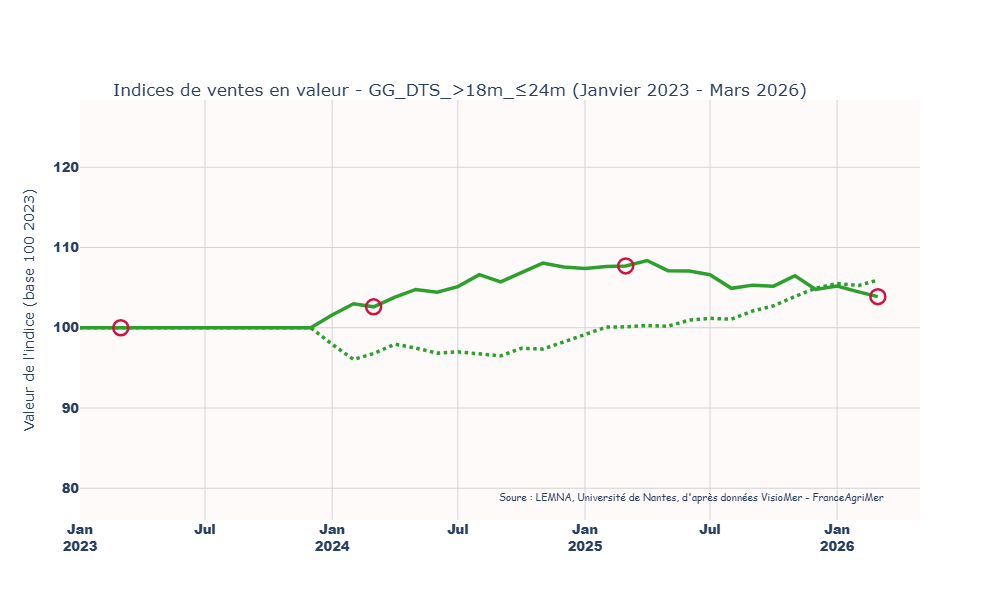 Indices de ventes en valeur - GG_DTS_>18m_≤24m (Janvier 2023 - Mars 2026)
Valeur de l'indice (base 100 2023)
120
110
100
90
80
Soure : LEMNA, Université de Nantes, d'après données VisioMer - FranceAgriMer
Jan Jul Jan Jul Jan Jul Jan
2023 2024 2025 2026